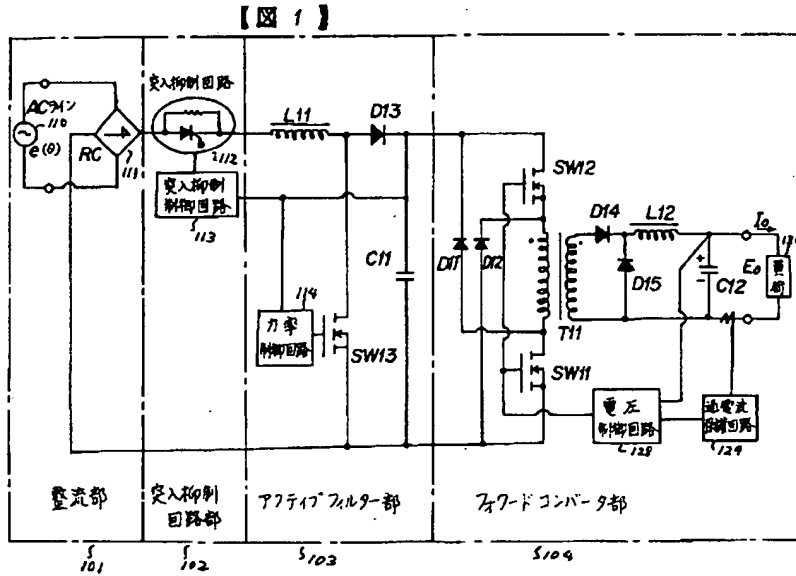 【図 1】
突入抑制回路
ACライン
110
e(θ)
RC
111
112
突入抑制
制御回路
113
L11
D13
114
力率
制御回路
SW13
C11
D11
D12
SW12
T11
SW11
D14
L12
D15
C12
I0
E0
負荷
電圧
制御回路
128
過電流
保護回路
129
整流部
突入抑制
回路部
アクティブフィルター部
フォワードコンバータ部
101
102
103
104